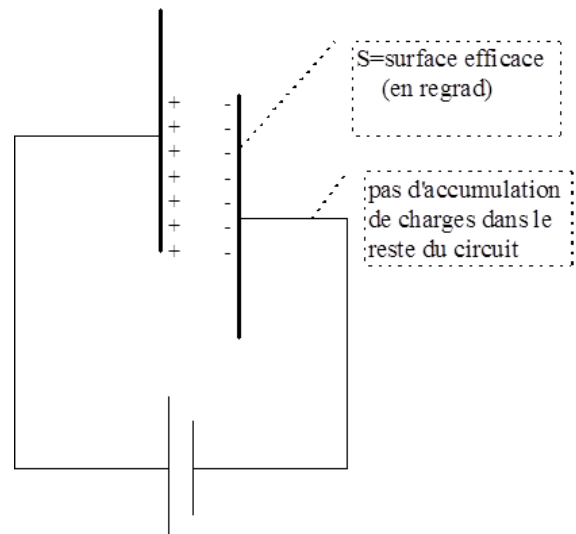 S=surface efficace
(en regrad)
+ -
+ -
+ -
+ -
+ -
+ -
+ -
pas d'accumulation
de charges dans le
reste du circuit